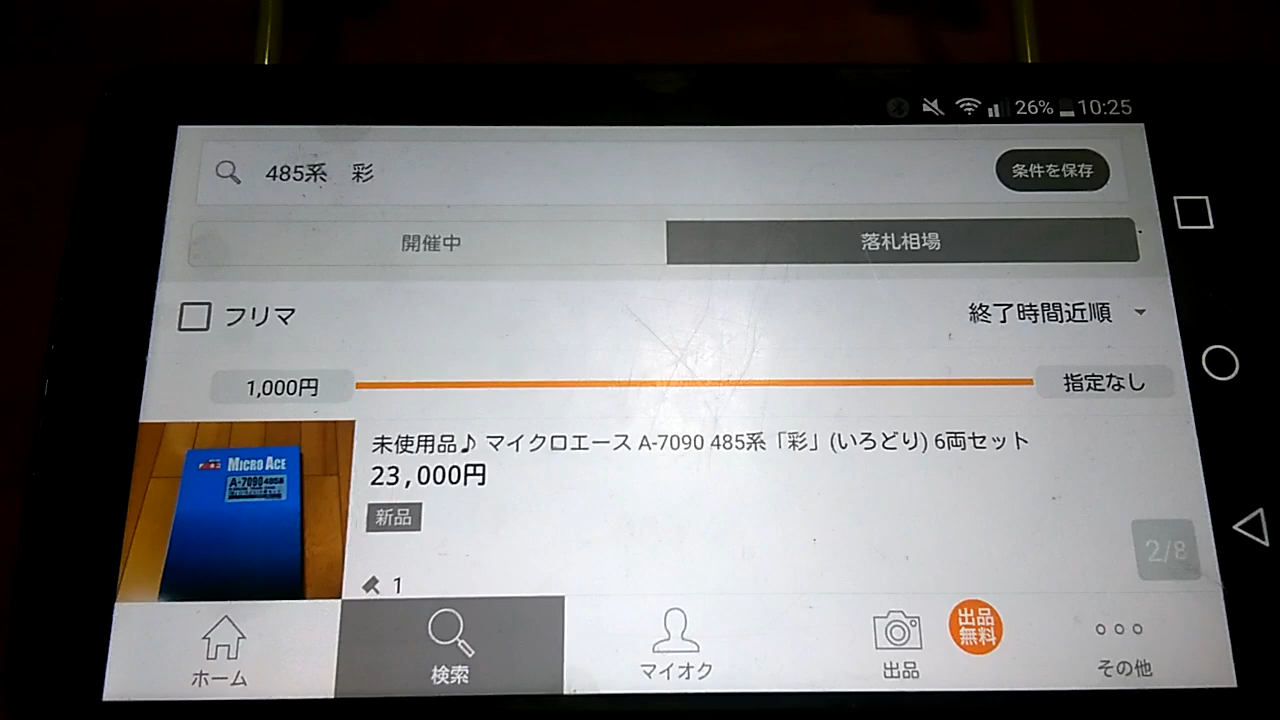 26% 10:25
485系 彩 条件を保存
開催中 落札相場
フリマ 終了時間近順
1,000円 指定なし
未使用品♪ マイクロエース A-7090 485系「彩」(いろどり) 6両セット
23,000円
新品
1
2/8
MICRO ACE
A-7090 485系
ホーム 検索 マイオク 出品 出品無料 その他